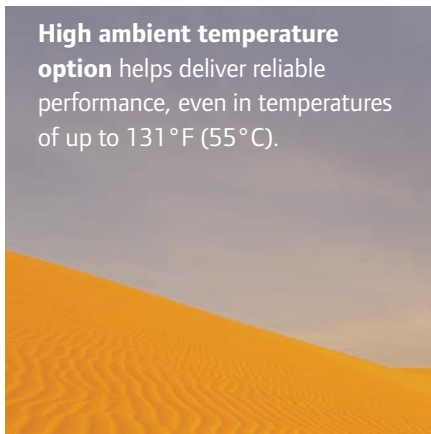 High ambient temperature
option helps deliver reliable
performance, even in temperatures
of up to 131°F (55°C).